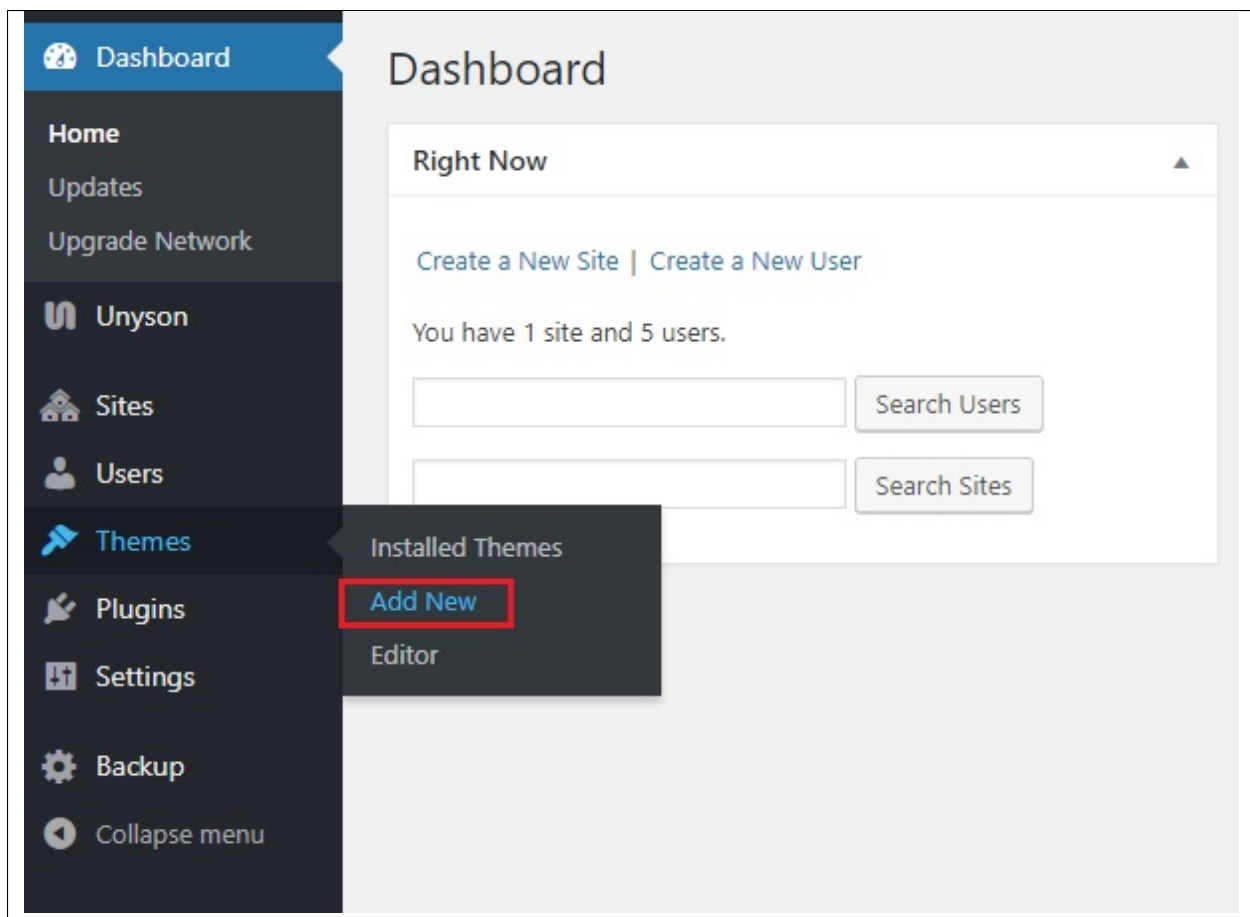 Dashboard
Home
Updates
Upgrade Network
Unyson
Sites
Users
Themes
Plugins
Settings
Backup
Collapse menu
Installed Themes
Add New
Editor
Dashboard
Right Now
Create a New Site | Create a New User
You have 1 site and 5 users.
Search Users
Search Sites